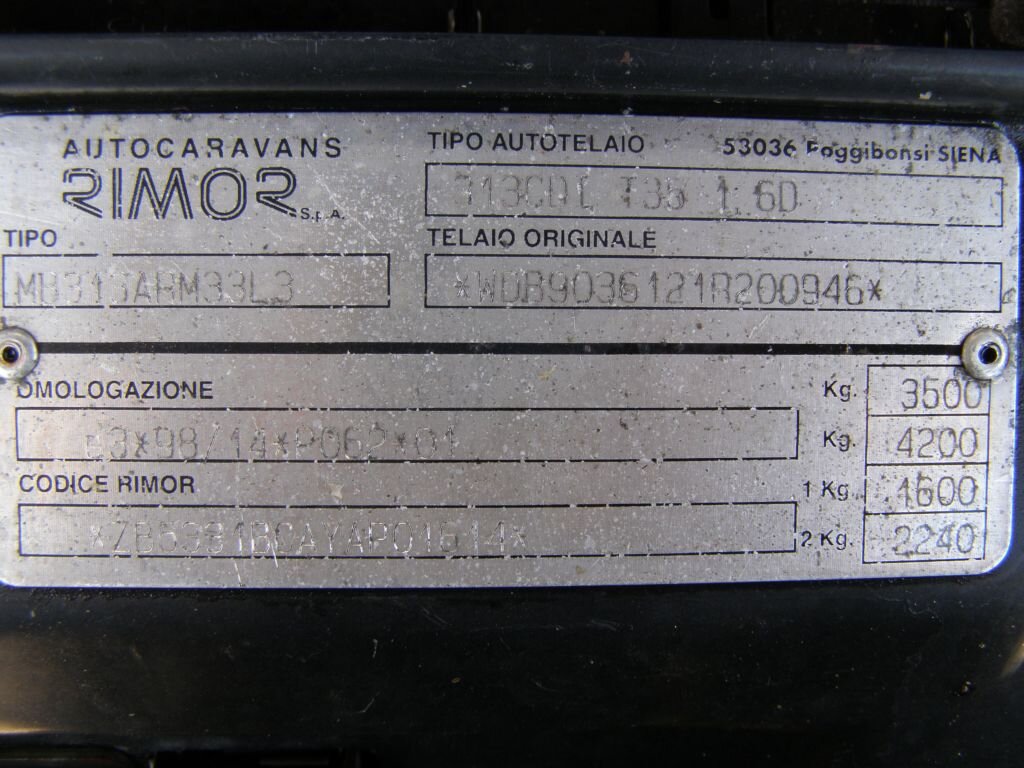 AUTOCARAVANS
RIMOR S.p.A.
TIPO AUTOTELAIO 53036 Poggibonsi SIENA
313CDI T35 1.6D
TIPO
MB313ARM33L3
TELAIO ORIGINALE
*WDB9036121R200946*
OMOLOGAZIONE
e3*98/14*P062*01
CODICE RIMOR
Kg. 3500
Kg. 4200
1 Kg. 1600
2 Kg. 2240